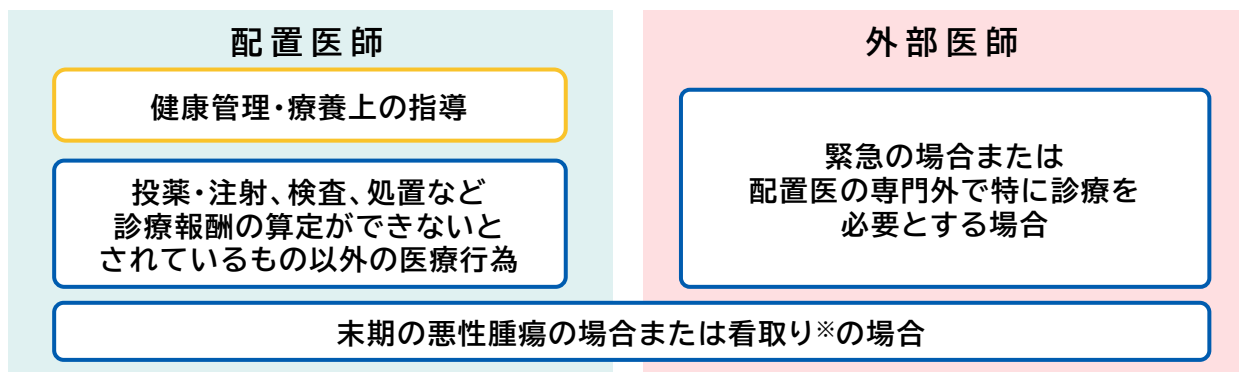 配置医師
外部医師
健康管理・療養上の指導
投薬・注射、検査、処置など
診療報酬の算定ができないと
されているもの以外の医療行為
緊急の場合または
配置医の専門外で特に診療を
必要とする場合
末期の悪性腫瘍の場合または看取り※の場合